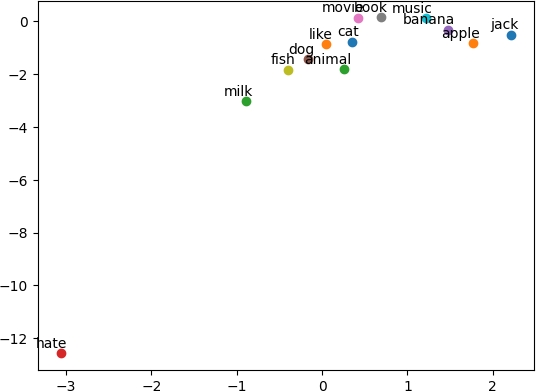 movie book music
banana
jack
like cat
apple
dog
fish animal
milk
hate
0
−2
−4
−6
−8
−10
−12
−3 −2 −1 0 1 2